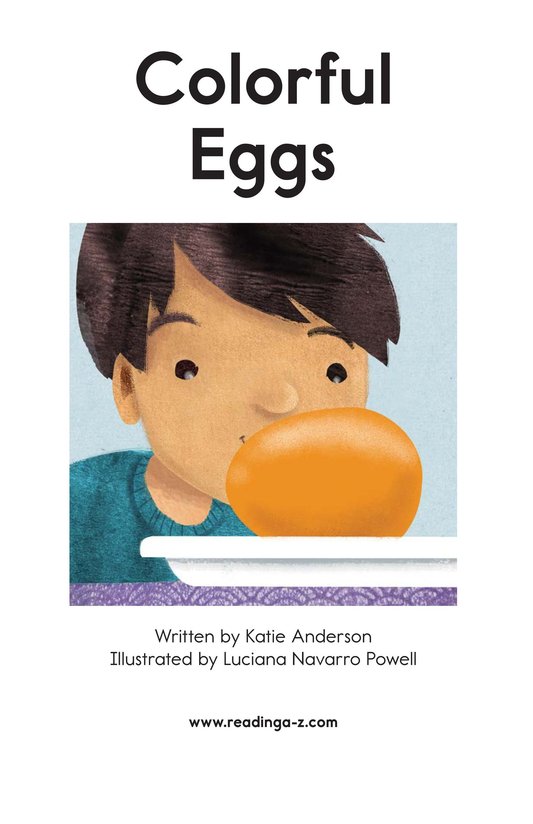 Colorful
Eggs
Written by Katie Anderson
Illustrated by Luciana Navarro Powell
www.readinga-z.com